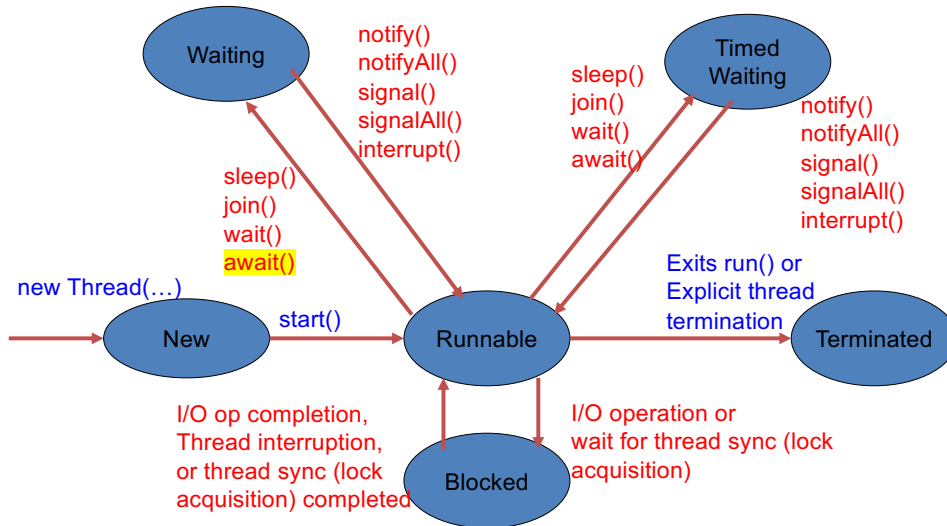 Waiting
notify()
notifyAll()
signal()
signalAll()
interrupt()
sleep()
join()
wait()
await()
Timed
Waiting
sleep()
join()
wait()
await()
notify()
notifyAll()
signal()
signalAll()
interrupt()
new Thread(…)
New
start()
Runnable
Exits run() or
Explicit thread
termination
Terminated
I/O op completion,
Thread interruption,
or thread sync (lock
acquisition) completed
Blocked
I/O operation or
wait for thread sync (lock
acquisition)